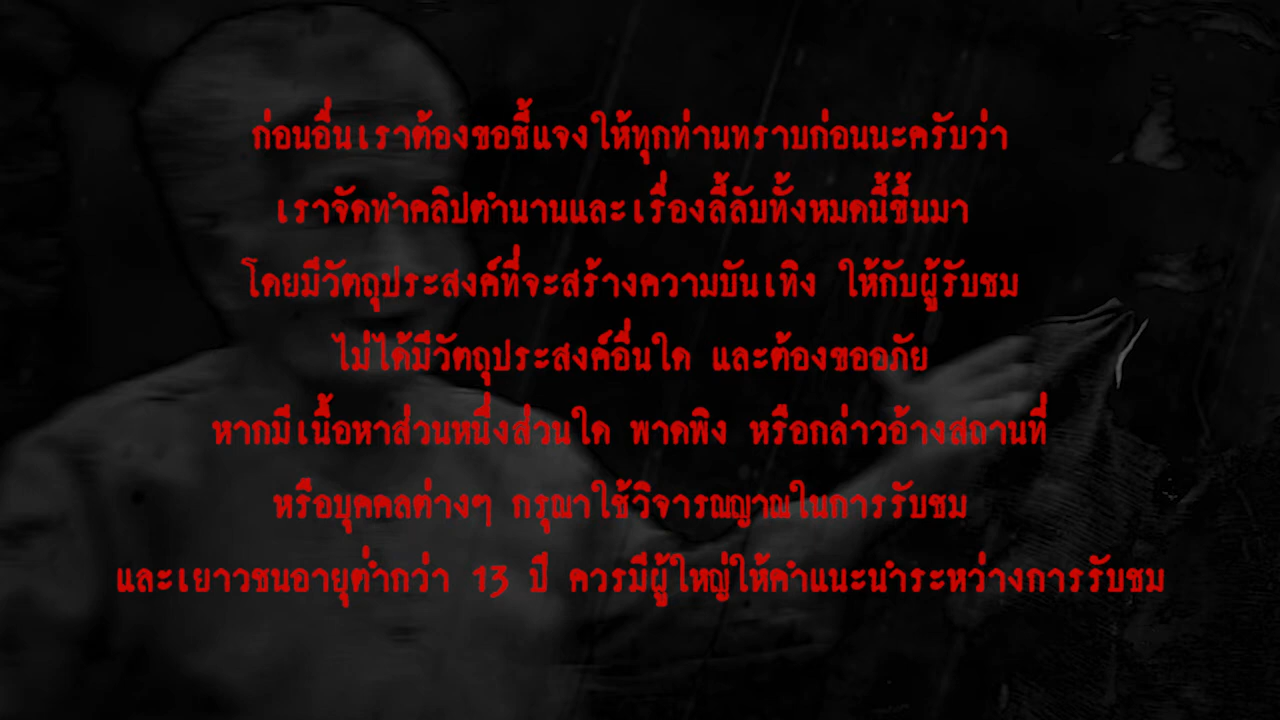 ก่อนอื่นเราต้องขอชี้แจงให้ทุกท่านทราบก่อนนะครับว่า
เราจัดทำคลิปตำนานและเรื่องลี้ลับทั้งหมดนี้ขึ้นมา
โดยมีวัตถุประสงค์ที่จะสร้างความบันเทิง ให้กับผู้รับชม
ไม่ได้มีวัตถุประสงค์อื่นใด และต้องขออภัย
หากมีเนื้อหาส่วนหนึ่งส่วนใด พาดพิง หรือกล่าวอ้างสถานที่
หรือบุคคลต่างๆ กรุณาใช้วิจารณญาณในการรับชม
และเยาวชนอายุต่ำกว่า 13 ปี ควรมีผู้ใหญ่ให้คำแนะนำระหว่างการรับชม